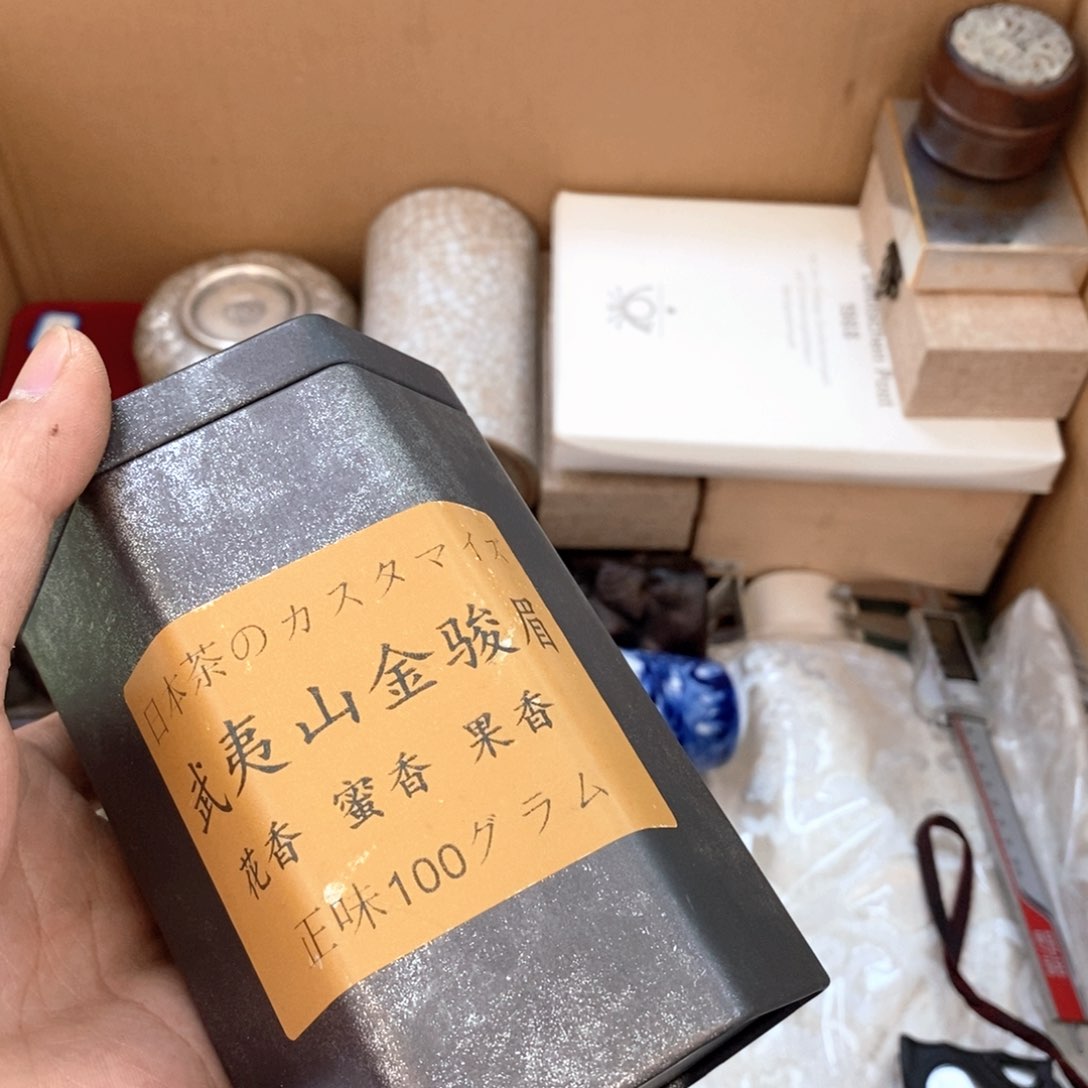 日本茶のカスタマイズ
武夷山金骏眉
花香 蜜香 果香
正味100グラム